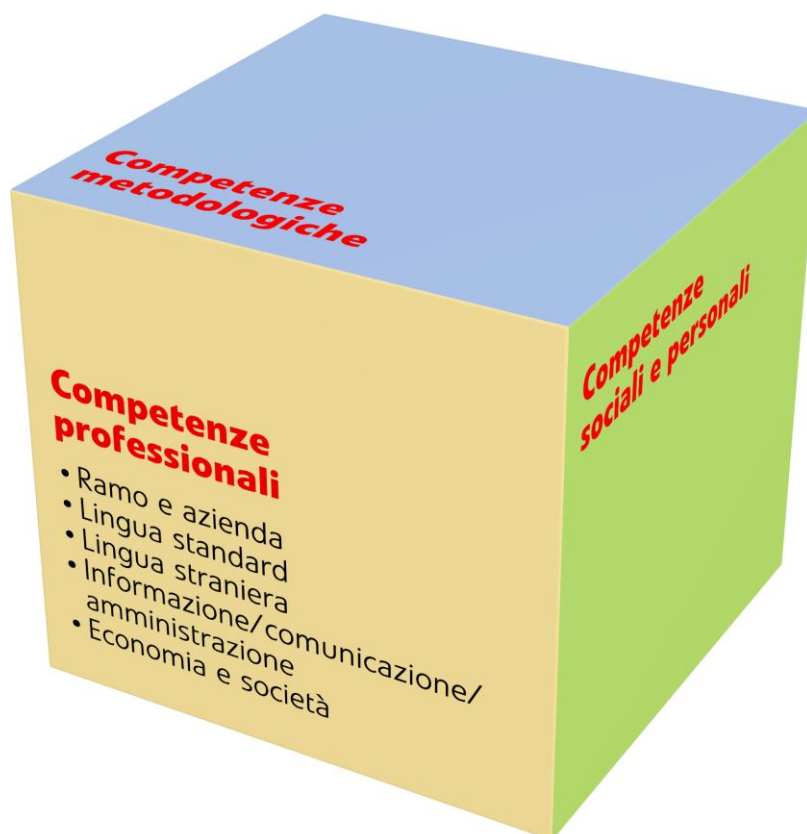 Competenze
metodologiche
Competenze
sociali e personali
Competenze
professionali
• Ramo e azienda
• Lingua standard
• Lingua straniera
• Informazione/comunicazione/
amministrazione
• Economia e società